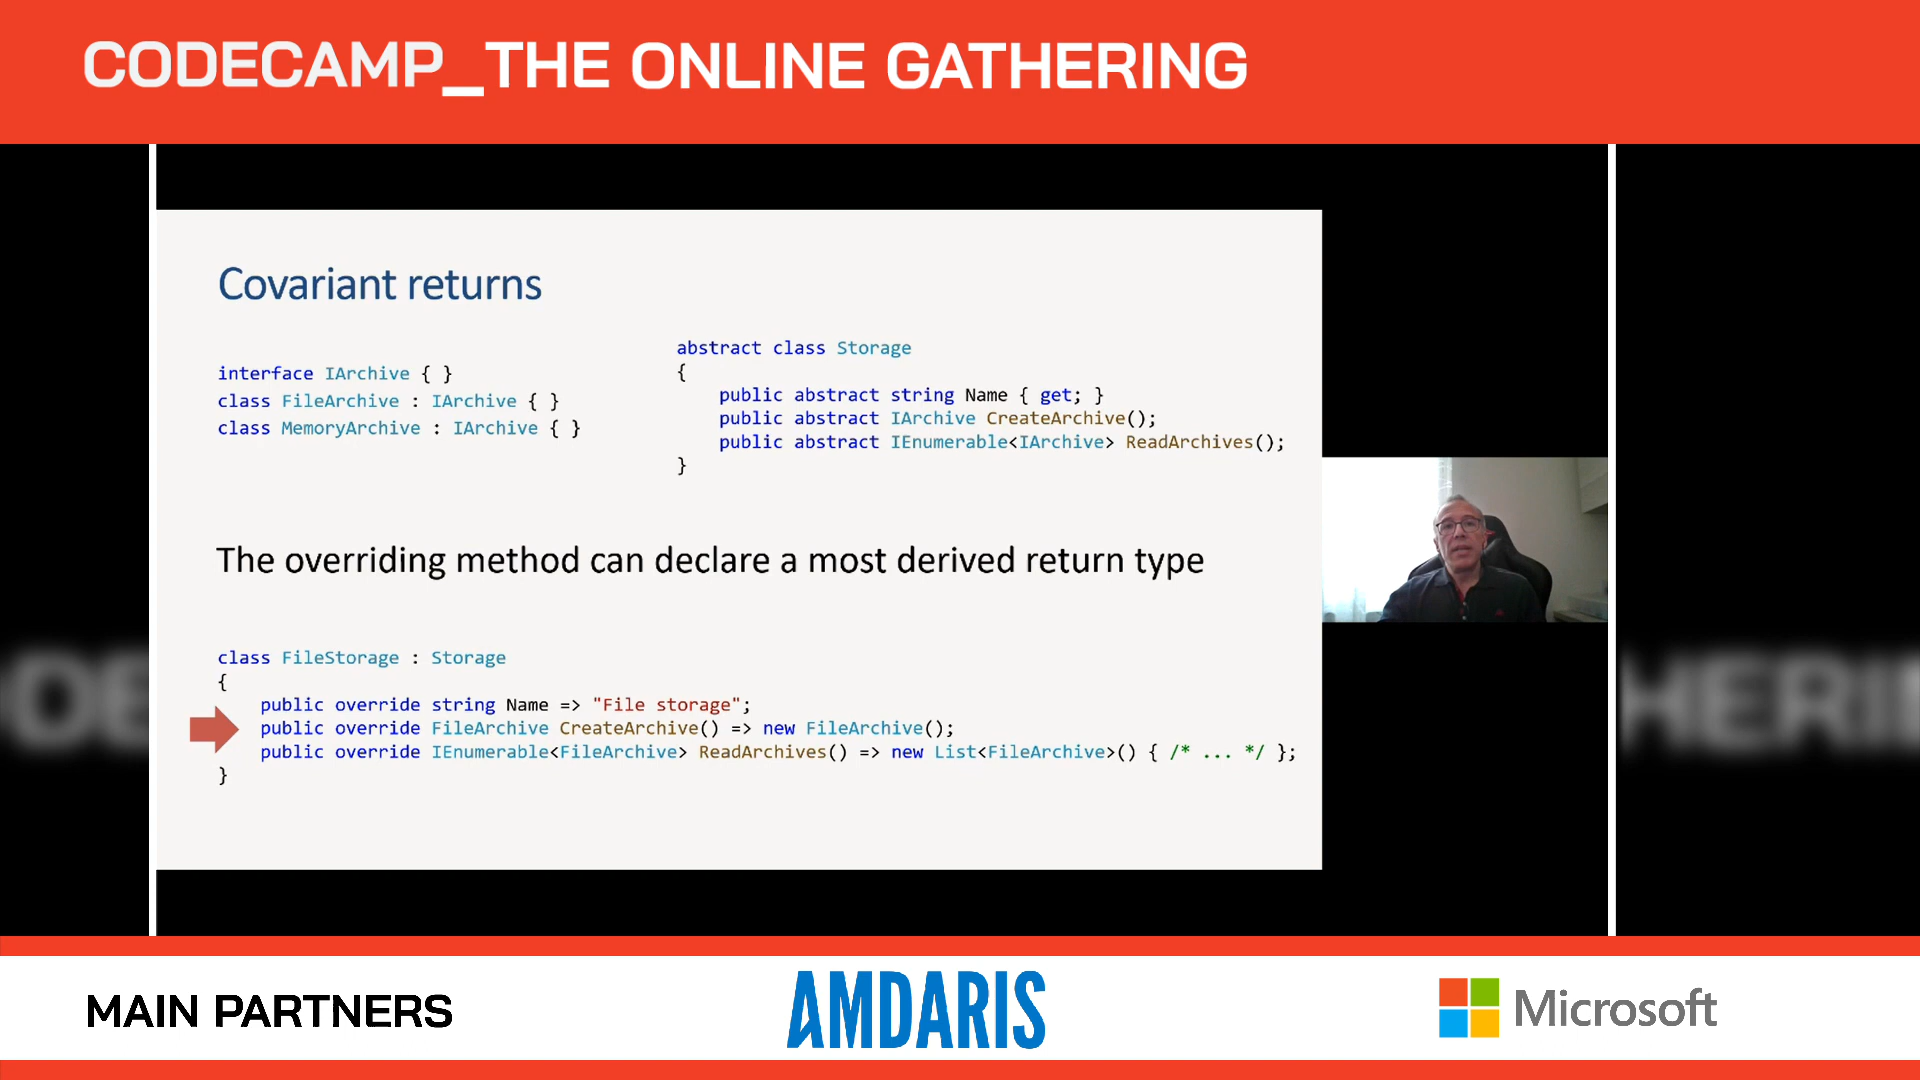 CODECAMP_THE ONLINE GATHERING
Covariant returns
interface IArchive { }
class FileArchive : IArchive { }
class MemoryArchive : IArchive { }
abstract class Storage
{
public abstract string Name { get; }
public abstract IArchive CreateArchive();
public abstract IEnumerable<IArchive> ReadArchives();
}
The overriding method can declare a most derived return type
class FileStorage : Storage
{
public override string Name => "File storage";
public override FileArchive CreateArchive() => new FileArchive();
public override IEnumerable<FileArchive> ReadArchives() => new List<FileArchive>() { /* ... */ };
}
MAIN PARTNERS
AMDARIS
Microsoft